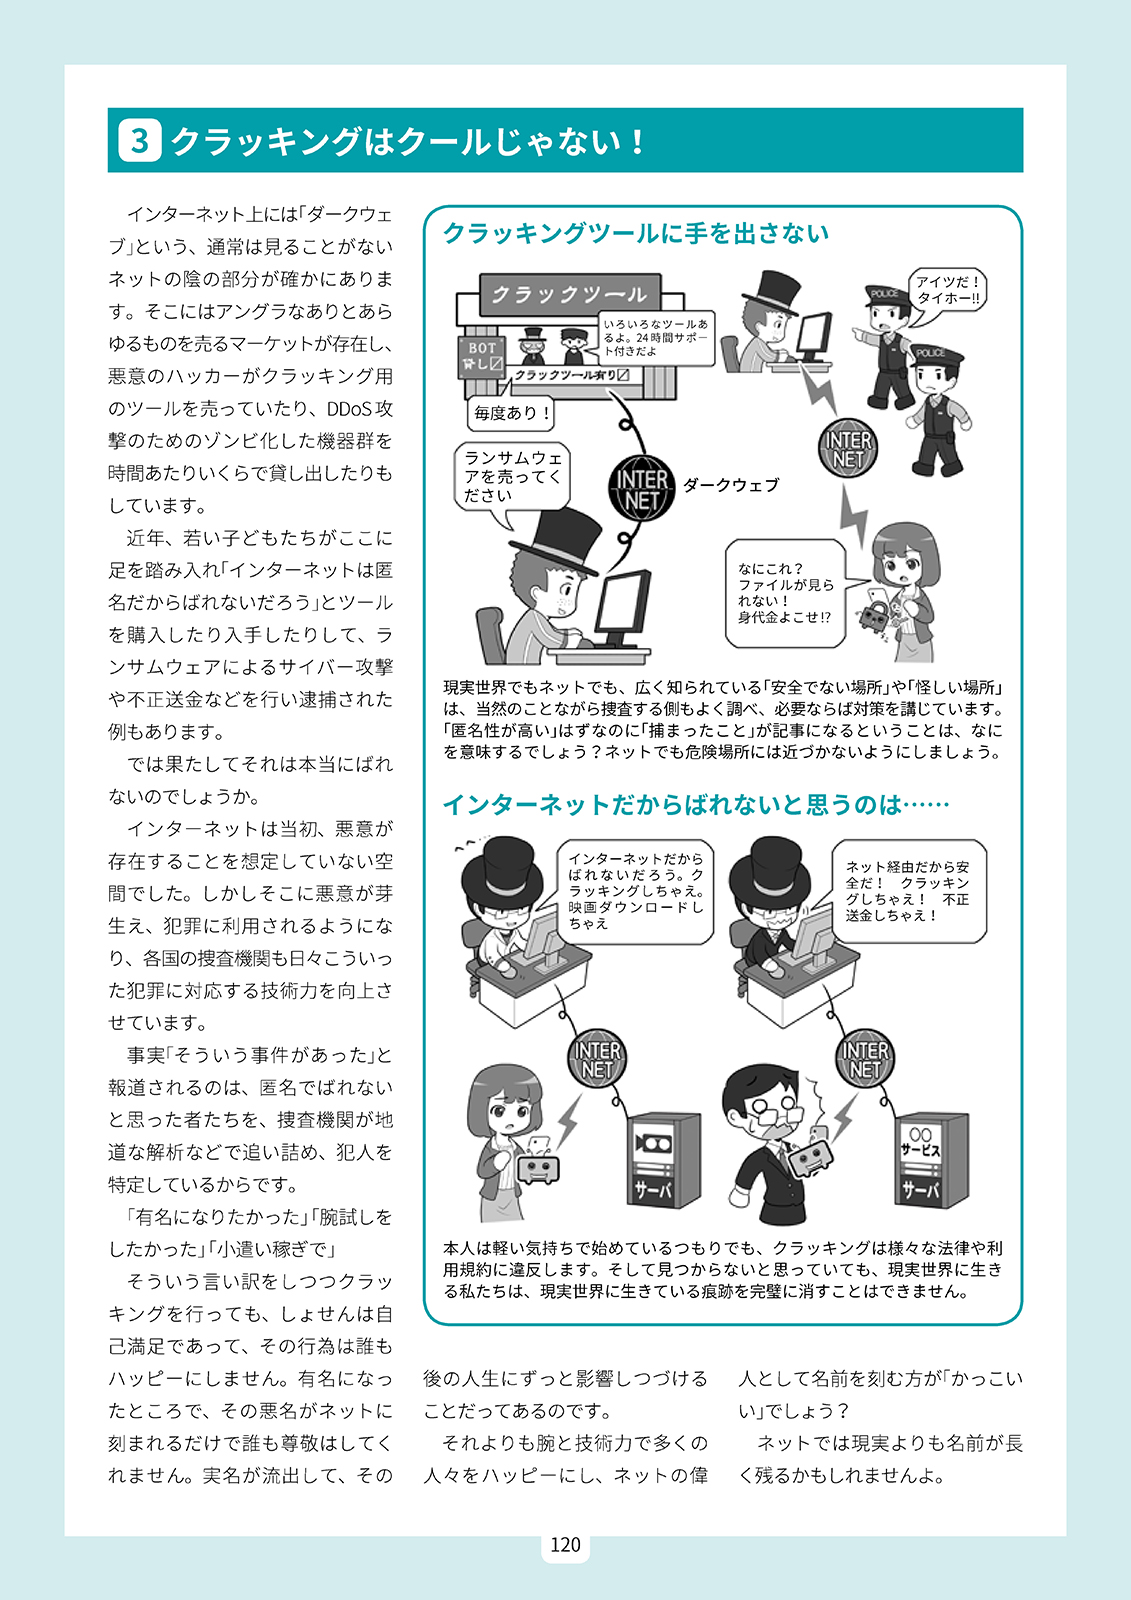 3 クラッキングはクールじゃない！
インターネット上には「ダークウェ
ブ」という、通常は見ることがない
ネットの陰の部分が確かにありま
す。そこにはアングラなありとあら
ゆるものを売るマーケットが存在し、
悪意のハッカーがクラッキング用
のツールを売っていたり、DDoS攻
撃のためのゾンビ化した機器群を
時間あたりいくらで貸し出したりも
しています。
近年、若い子どもたちがここに
足を踏み入れ「インターネットは匿
名だからばれないだろう」とツール
を購入したり入手したりして、ラ
ンサムウェアによるサイバー攻撃
や不正送金などを行い逮捕された
例もあります。
では果たしてそれは本当にばれ
ないのでしょうか。
インターネットは当初、悪意が
存在することを想定していない空
間でした。しかしそこに悪意が芽
生え、犯罪に利用されるようにな
り、各国の捜査機関も日々こういっ
た犯罪に対応する技術力を向上さ
せています。
事実「そういう事件があった」と
報道されるのは、匿名でばれない
と思った者たちを、捜査機関が地
道な解析などで追い詰め、犯人を
特定しているからです。
「有名になりたかった」「腕試しを
したかった」「小遣い稼ぎで」
そういう言い訳をしつつクラッ
キングを行っても、しょせんは自
己満足であって、その行為は誰も
ハッピーにしません。有名になっ
たところで、その悪名がネットに
刻まれるだけで誰も尊敬はしてく
れません。実名が流出して、その
後の人生にずっと影響しつづける
ことだってあるのです。
それよりも腕と技術力で多くの
人々をハッピーにし、ネットの偉
人として名前を刻む方が「かっこい
い」でしょう？
ネットでは現実よりも名前が長
く残るかもしれませんよ。
クラッキングツールに手を出さない
クラックツール
いろいろなツールあ
るよ。24時間サポー
ト付きだよ
BOT
貸し〼
クラックツール有り〼
毎度あり！
アイツだ！
タイホー!!
POLICE
POLICE
INTER
NET
ランサムウェ
アを売ってく
ださい
INTER
NET
ダークウェブ
なにこれ？
ファイルが見ら
れない！
身代金よこせ!?
現実世界でもネットでも、広く知られている「安全でない場所」や「怪しい場所」
は、当然のことながら捜査する側もよく調べ、必要ならば対策を講じています。
「匿名性が高い」はずなのに「捕まったこと」が記事になるということは、なに
を意味するでしょう？ネットでも危険場所には近づかないようにしましょう。
インターネットだからばれないと思うのは……
インターネットだから
ばれないだろう。ク
ラッキングしちゃえ。
映画ダウンロードし
ちゃえ
ネット経由だから安
全だ！　クラッキン
グしちゃえ！　不正
送金しちゃえ！
INTER
NET
サーバ
INTER
NET
○○
サービス
サーバ
本人は軽い気持ちで始めているつもりでも、クラッキングは様々な法律や利
用規約に違反します。そして見つからないと思っていても、現実世界に生き
る私たちは、現実世界に生きている痕跡を完璧に消すことはできません。
120